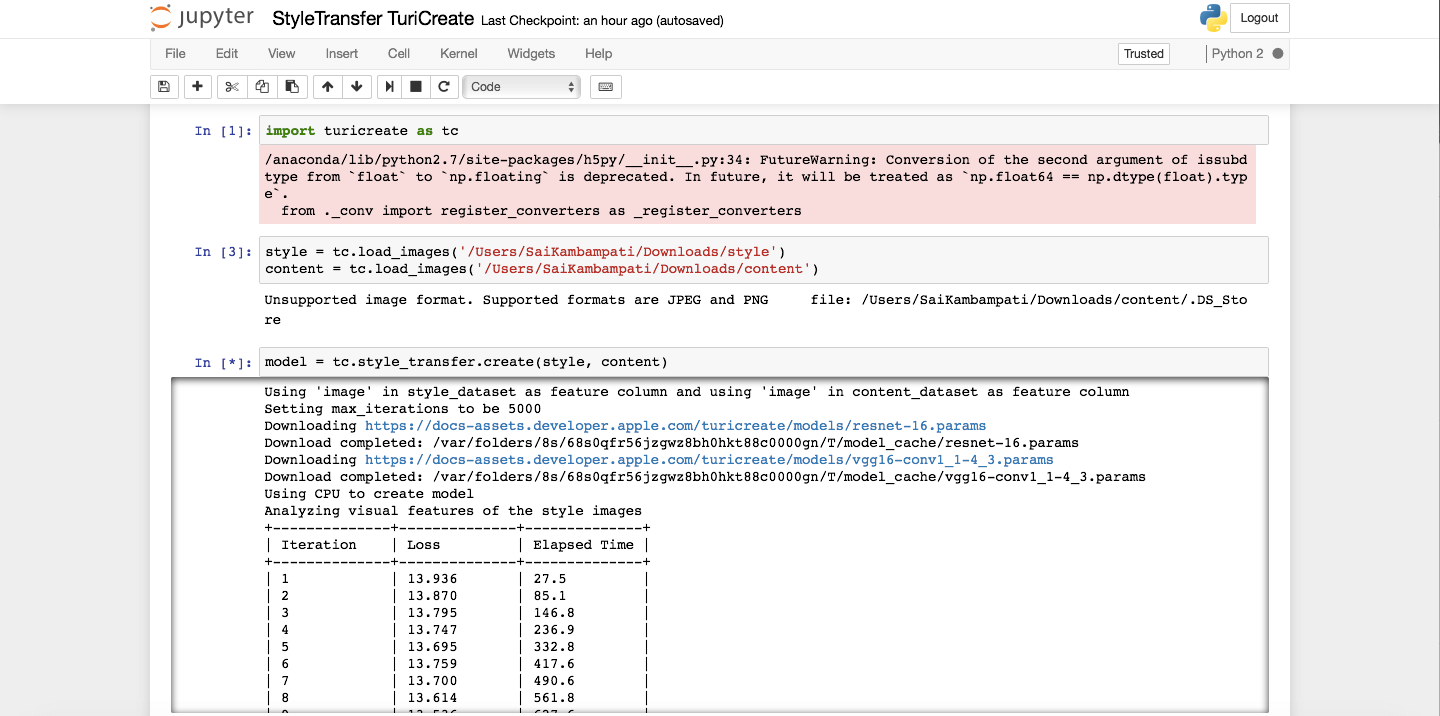 jupyter StyleTransfer TuriCreate Last Checkpoint: an hour ago (autosaved) Logout
File Edit View Insert Cell Kernel Widgets Help Trusted Python 2
Code
In [1]: import turicreate as tc
/anaconda/lib/python2.7/site-packages/h5py/__init__.py:34: FutureWarning: Conversion of the second argument of issubd
type from `float` to `np.floating` is deprecated. In future, it will be treated as `np.float64 == np.dtype(float).typ
e`.
from ._conv import register_converters as _register_converters
In [3]: style = tc.load_images('/Users/SaiKambampati/Downloads/style')
content = tc.load_images('/Users/SaiKambampati/Downloads/content')
Unsupported image format. Supported formats are JPEG and PNG file: /Users/SaiKambampati/Downloads/content/.DS_Sto
re
In [*]: model = tc.style_transfer.create(style, content)
Using 'image' in style_dataset as feature column and using 'image' in content_dataset as feature column
Setting max_iterations to be 5000
Downloading https://docs-assets.developer.apple.com/turicreate/models/resnet-16.params
Download completed: /var/folders/8s/68s0qfr56jzgwz8bh0hkt88c0000gn/T/model_cache/resnet-16.params
Downloading https://docs-assets.developer.apple.com/turicreate/models/vgg16-conv1_1-4_3.params
Download completed: /var/folders/8s/68s0qfr56jzgwz8bh0hkt88c0000gn/T/model_cache/vgg16-conv1_1-4_3.params
Using CPU to create model
Analyzing visual features of the style images
+--------------+--------------+--------------+
| Iteration | Loss | Elapsed Time |
+--------------+--------------+--------------+
| 1 | 13.936 | 27.5 |
| 2 | 13.870 | 85.1 |
| 3 | 13.795 | 146.8 |
| 4 | 13.747 | 236.9 |
| 5 | 13.695 | 332.8 |
| 6 | 13.759 | 417.6 |
| 7 | 13.700 | 490.6 |
| 8 | 13.614 | 561.8 |